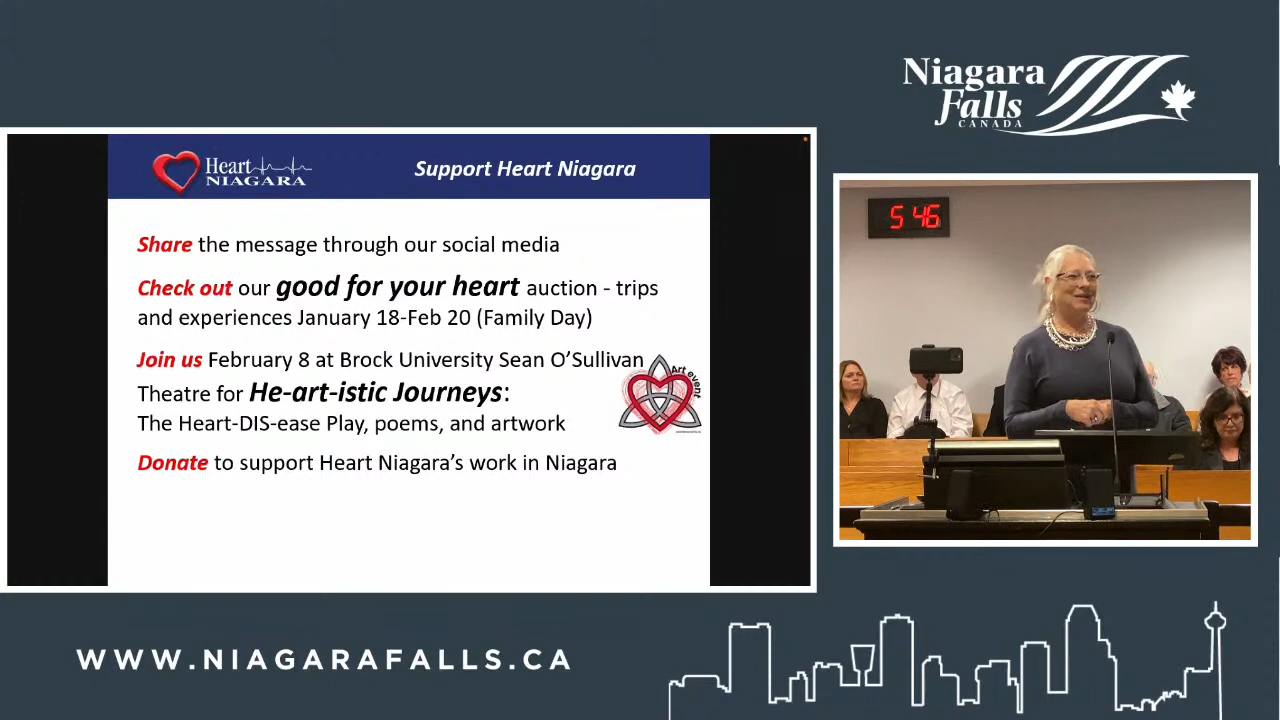 Niagara
Falls
CANADA
Heart
NIAGARA
Support Heart Niagara
Share the message through our social media
Check out our good for your heart auction - trips
and experiences January 18-Feb 20 (Family Day)
Join us February 8 at Brock University Sean O’Sullivan
Theatre for He-art-istic Journeys:
The Heart-DIS-ease Play, poems, and artwork
Art event
Donate to support Heart Niagara’s work in Niagara
5 46
WWW.NIAGARAFALLS.CA